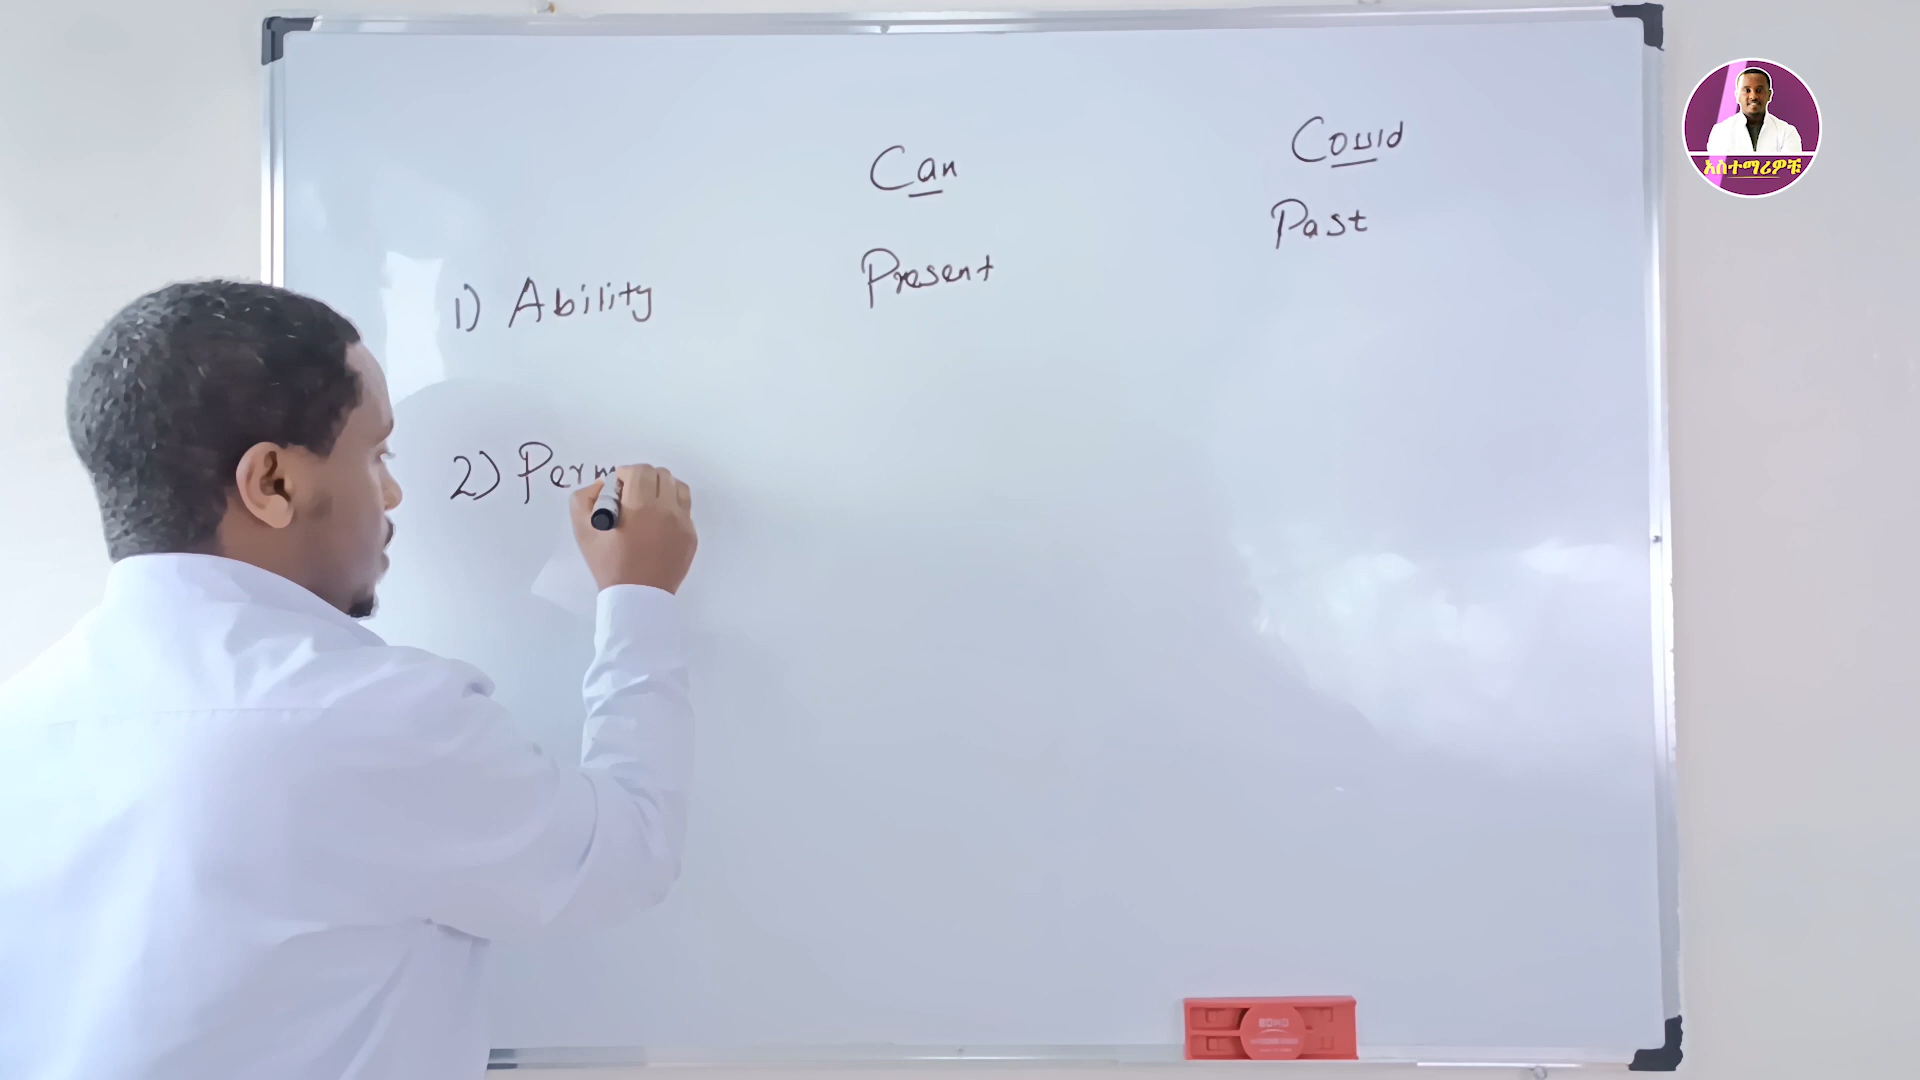 Can
Could
Past
Present
1) Ability
2) Perm
አስተማሪዎቹ